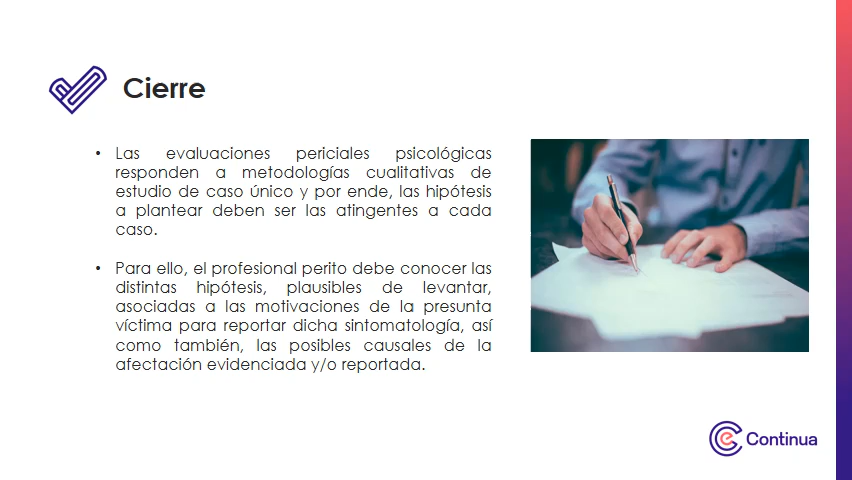 Cierre
• Las evaluaciones periciales psicológicas
responden a metodologías cualitativas de
estudio de caso único y por ende, las hipótesis
a plantear deben ser las atingentes a cada
caso.
• Para ello, el profesional perito debe conocer las
distintas hipótesis, plausibles de levantar,
asociadas a las motivaciones de la presunta
víctima para reportar dicha sintomatología, así
como también, las posibles causales de la
afectación evidenciada y/o reportada.
Continua